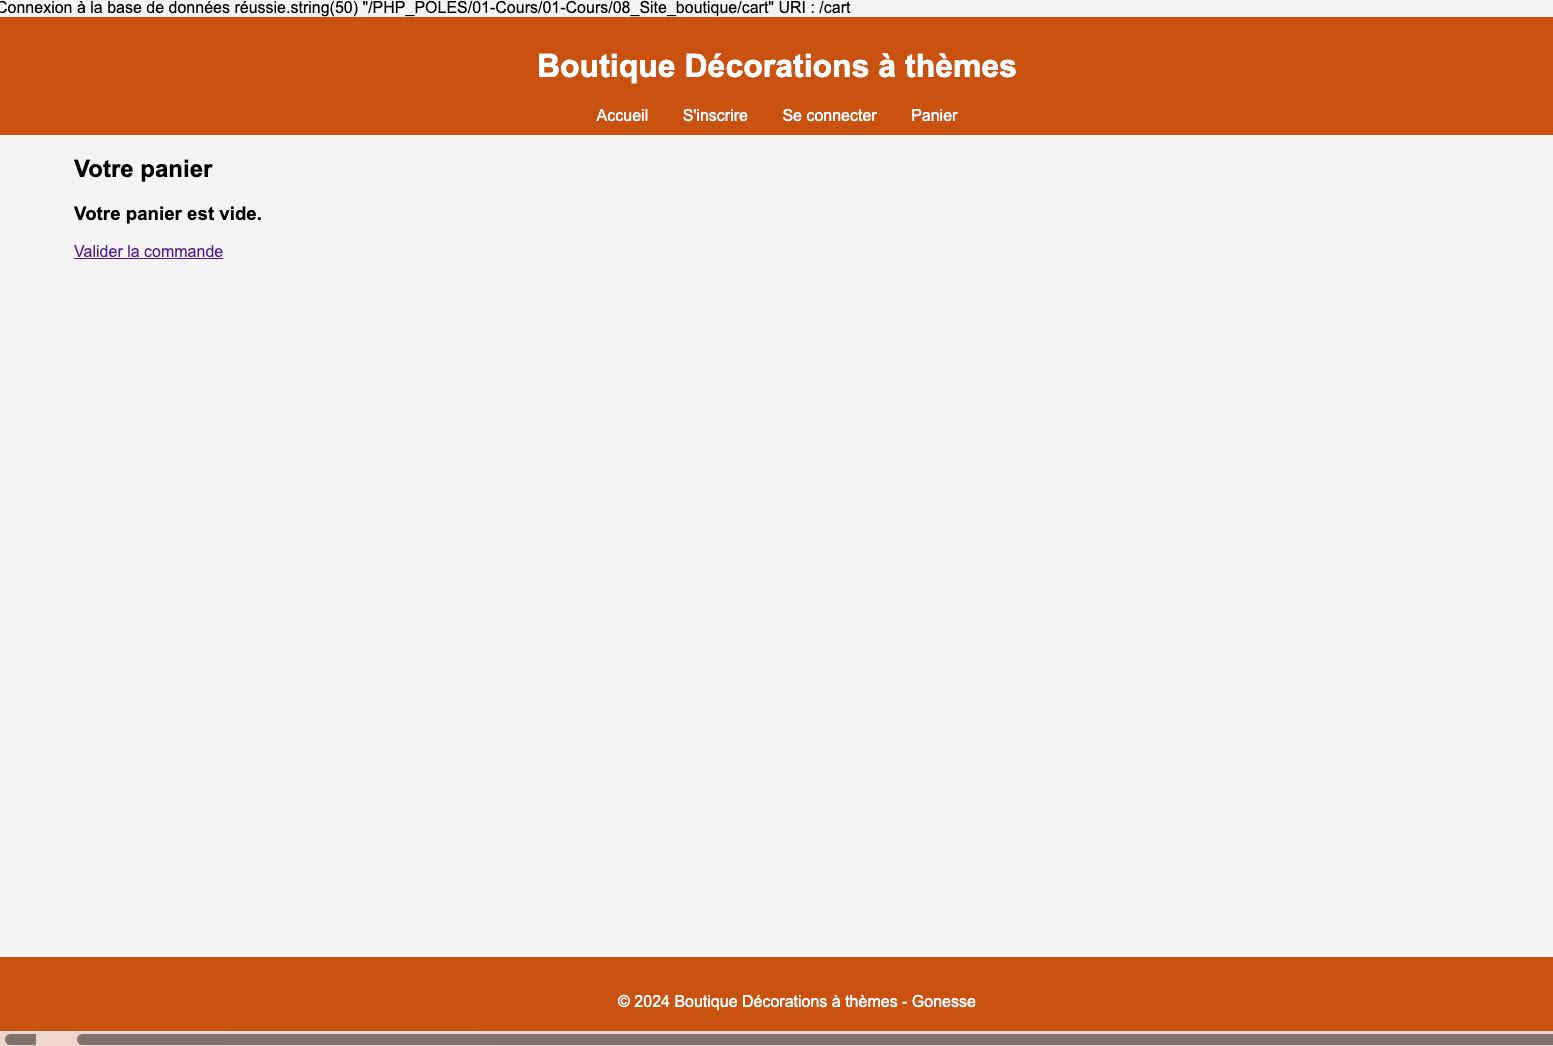 Connexion à la base de données réussie.string(50) "/PHP_POLES/01-Cours/01-Cours/08_Site_boutique/cart" URI : /cart
Boutique Décorations à thèmes
Accueil S'inscrire Se connecter Panier
Votre panier
Votre panier est vide.
Valider la commande
© 2024 Boutique Décorations à thèmes - Gonesse